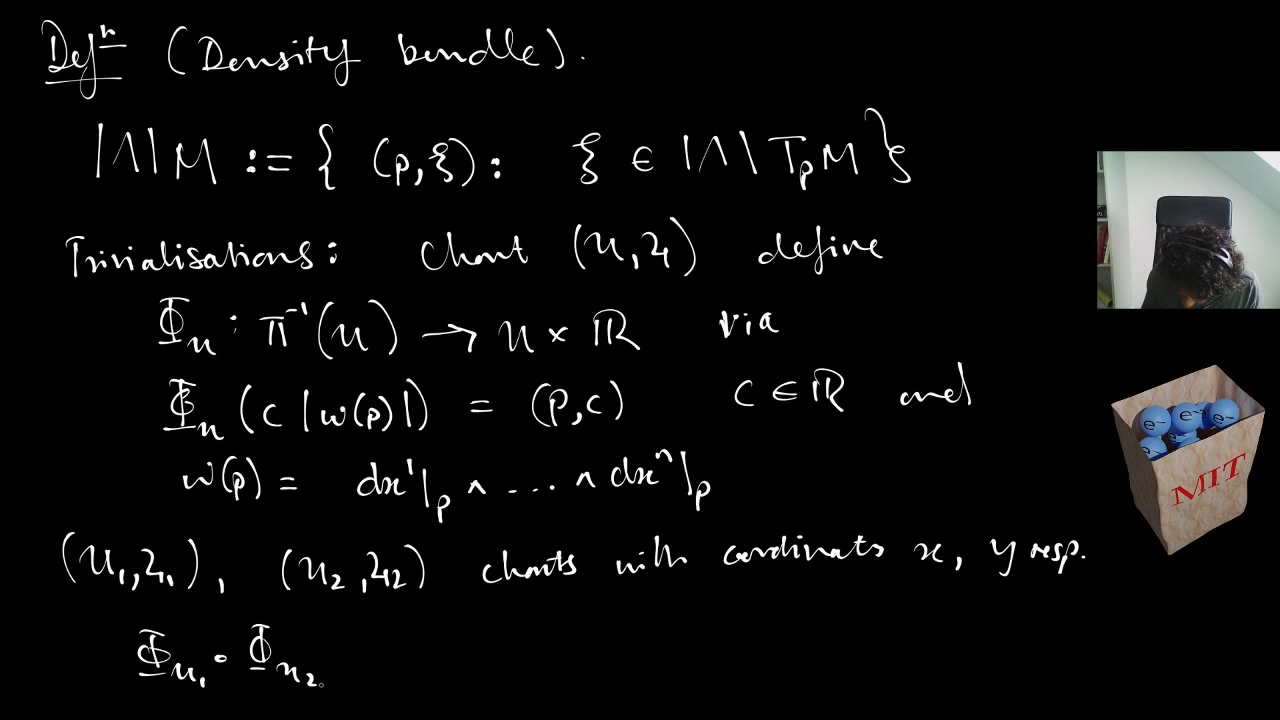 Defⁿ (Density bundle).
|Λ|M := { (p,ξ): ξ ∈ |Λ| TₚM }
Trivialisations: Chart (U,φ) define
Φ_U : π⁻¹(U) → U × ℝ via
Φ_U (c |ω(p)|) = (p,c) c ∈ ℝ and
ω(p) = dx¹|ₚ ∧ ... ∧ dxⁿ|ₚ
(U₁,φ₁), (U₂,φ₂) charts with coordinates x, y resp.
Φ_U₁ ∘ Φ_U₂
e⁻ e⁻ e⁻
e⁻
MIT